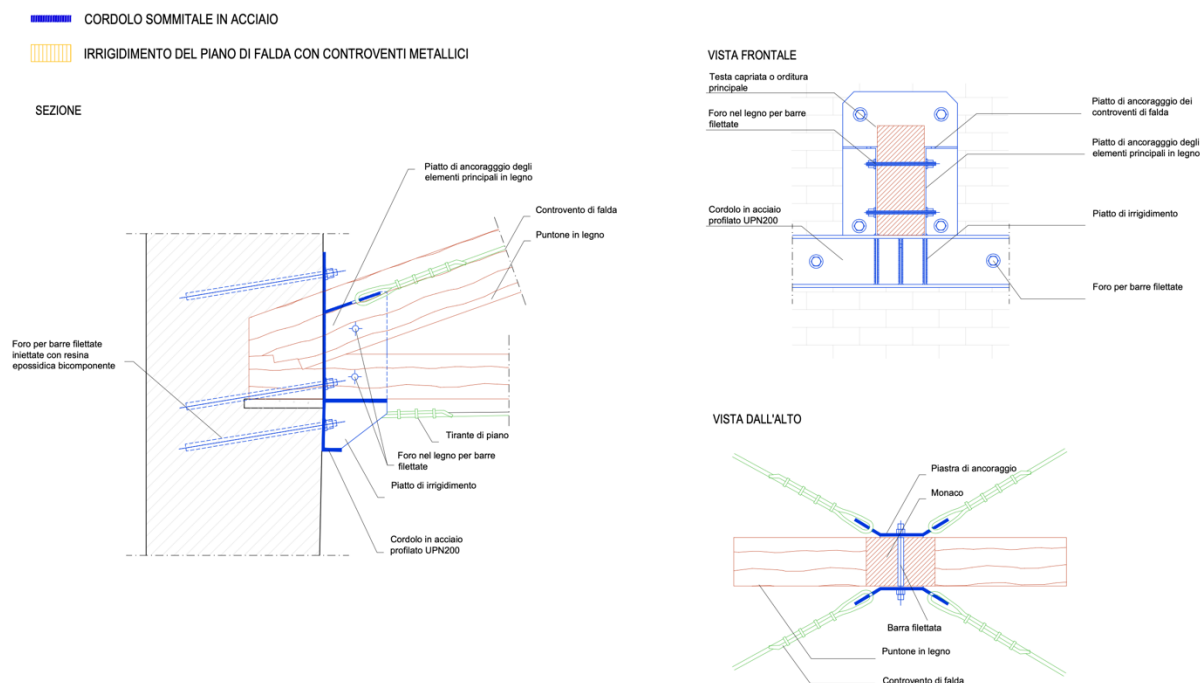 CORDOLO SOMMITALE IN ACCIAIO
IRRIGIDIMENTO DEL PIANO DI FALDA CON CONTROVENTI METALLICI
SEZIONE
Piatto di ancoragggio degli
elementi principali in legno
Controvento di falda
Puntone in legno
Foro per barre filettate
iniettate con resina
epossidica bicomponente
Tirante di piano
Foro nel legno per barre
filettate
Piatto di irrigidimento
Cordolo in acciaio
profilato UPN200
VISTA FRONTALE
Testa capriata o orditura
principale
Foro nel legno per barre
filettate
Cordolo in acciaio
profilato UPN200
Piatto di ancoragggio dei
controventi di falda
Piatto di ancoragggio degli
elementi principali in legno
Piatto di irrigidimento
Foro per barre filettate
VISTA DALL'ALTO
Piastra di ancoraggio
Monaco
Barra filettata
Puntone in legno
Controvento di falda